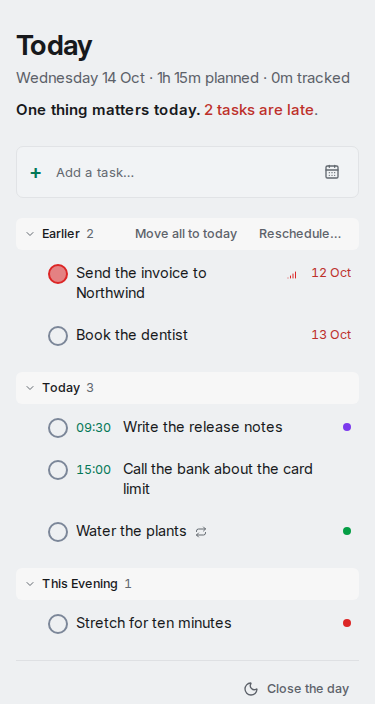 Today
Wednesday 14 Oct · 1h 15m planned · 0m tracked
One thing matters today. 2 tasks are late.
Add a task...
Earlier 2 Move all to today Reschedule...
Send the invoice to 12 Oct
Northwind
Book the dentist 13 Oct
Today 3
09:30 Write the release notes
15:00 Call the bank about the card
limit
Water the plants
This Evening 1
Stretch for ten minutes
Close the day